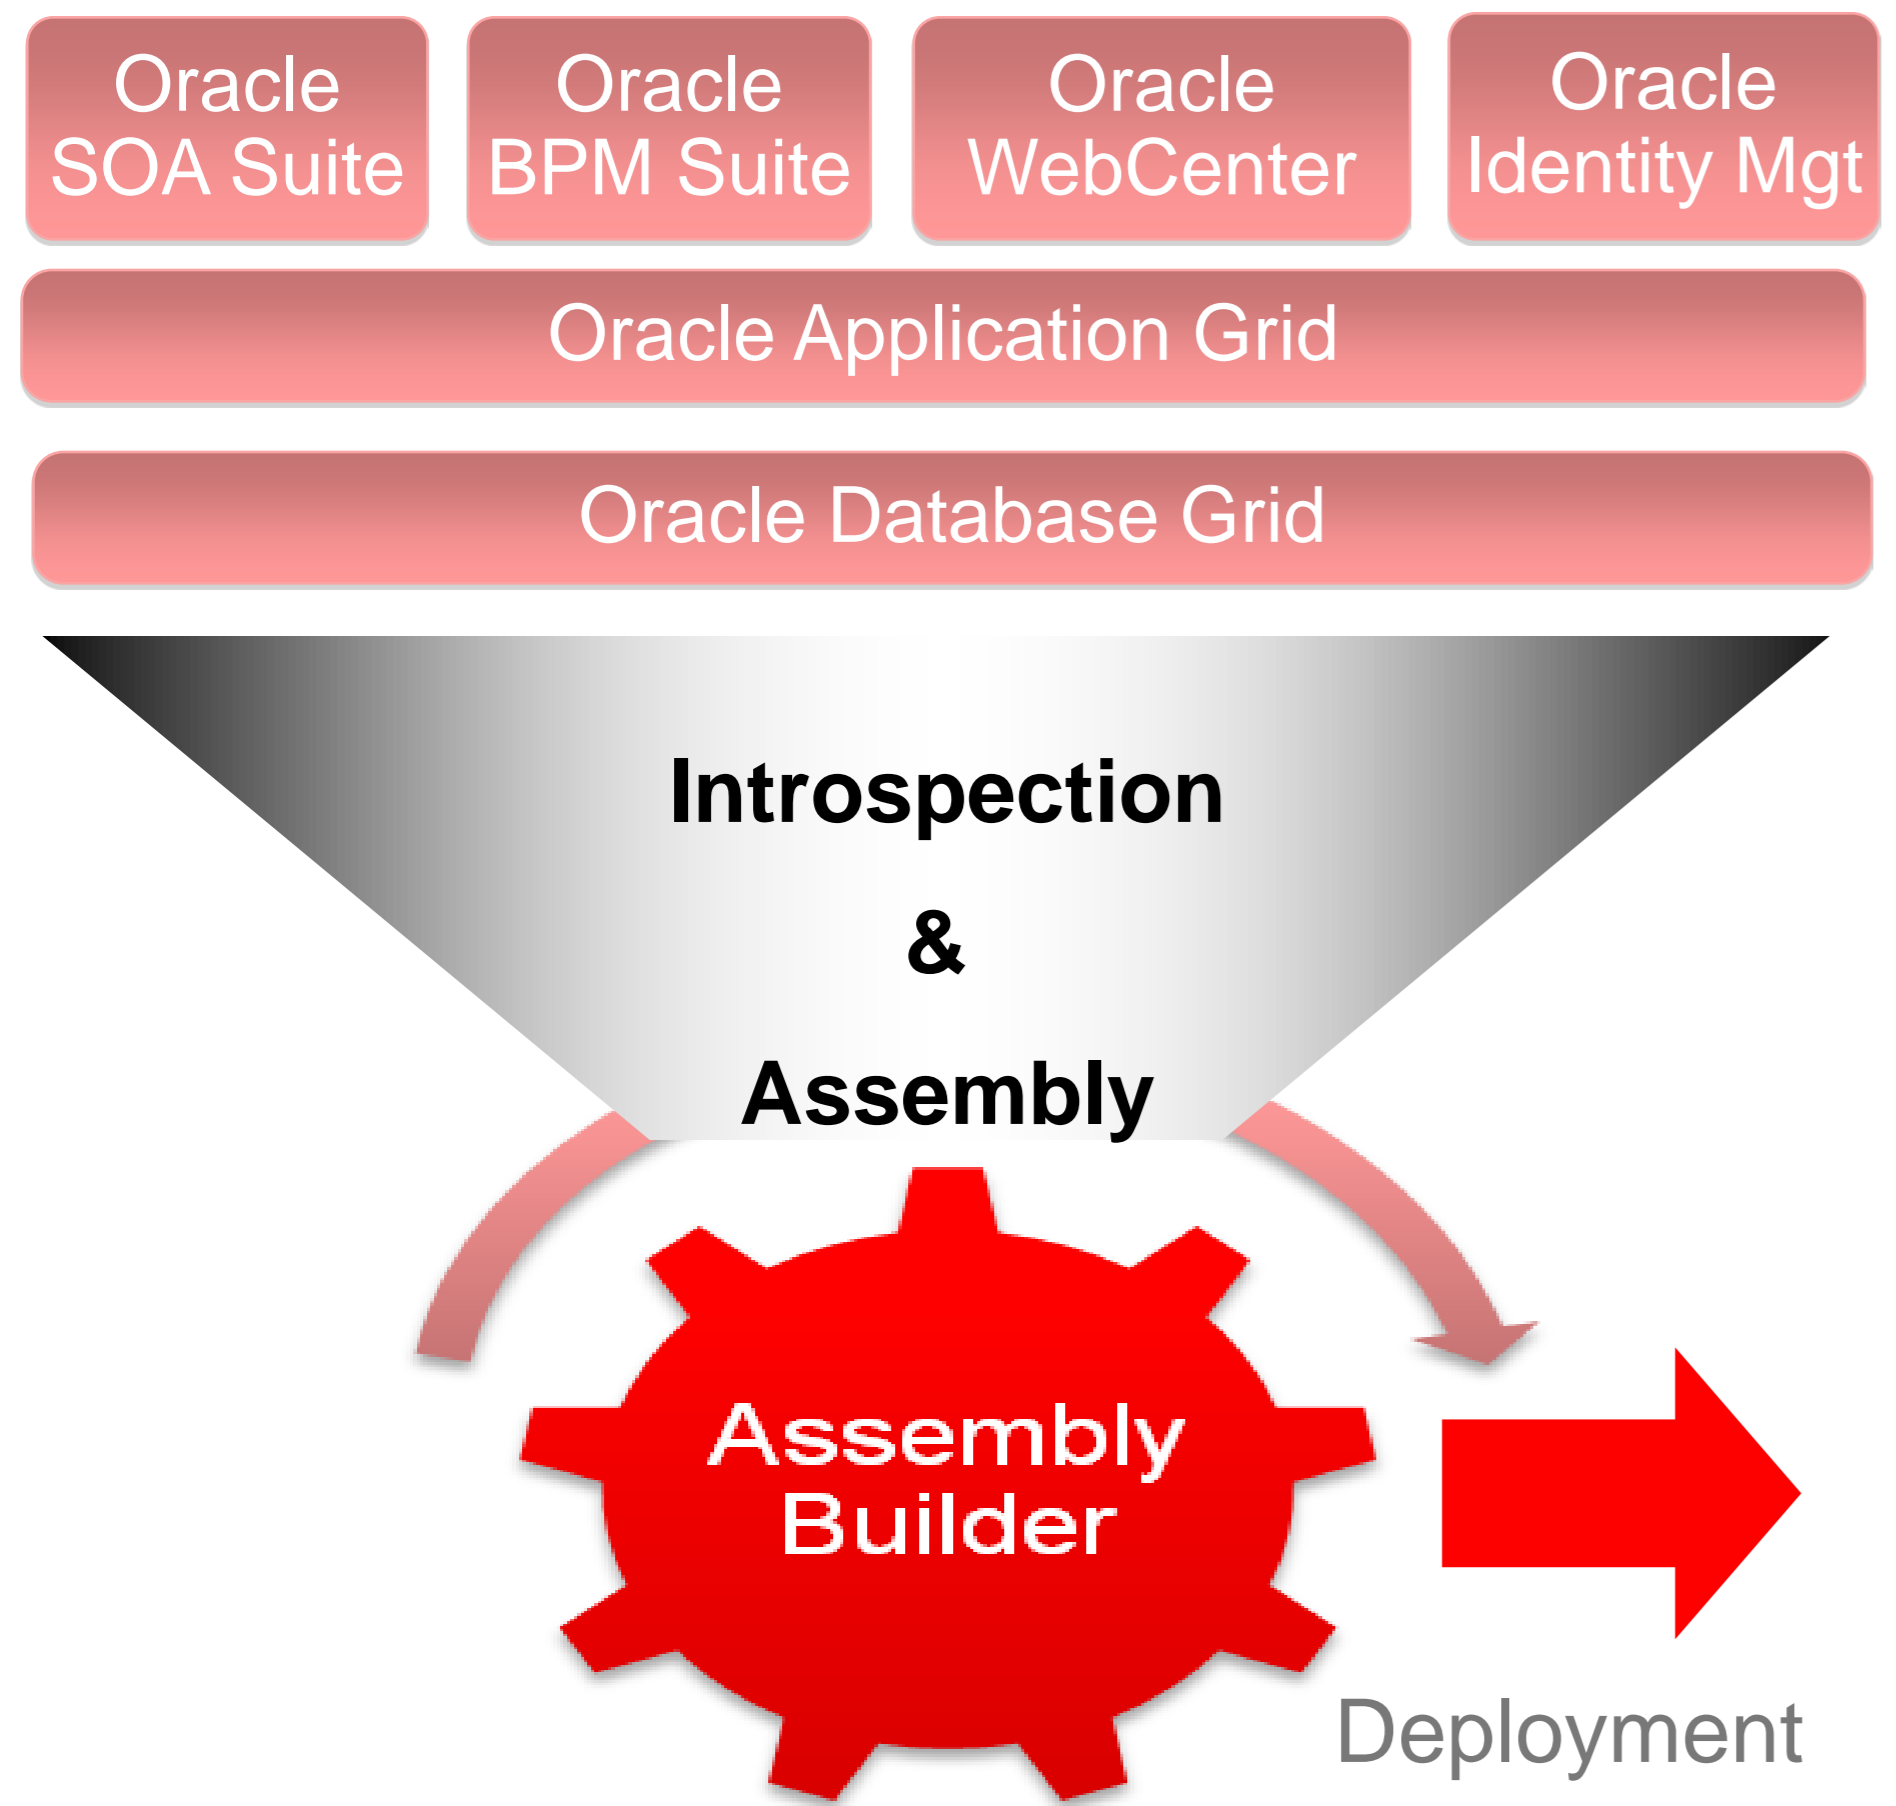 Oracle
SOA Suite
Oracle
BPM Suite
Oracle
WebCenter
Oracle
Identity Mgt
Oracle Application Grid
Oracle Database Grid
Introspection
&
Assembly
Assembly
Builder
Deployment